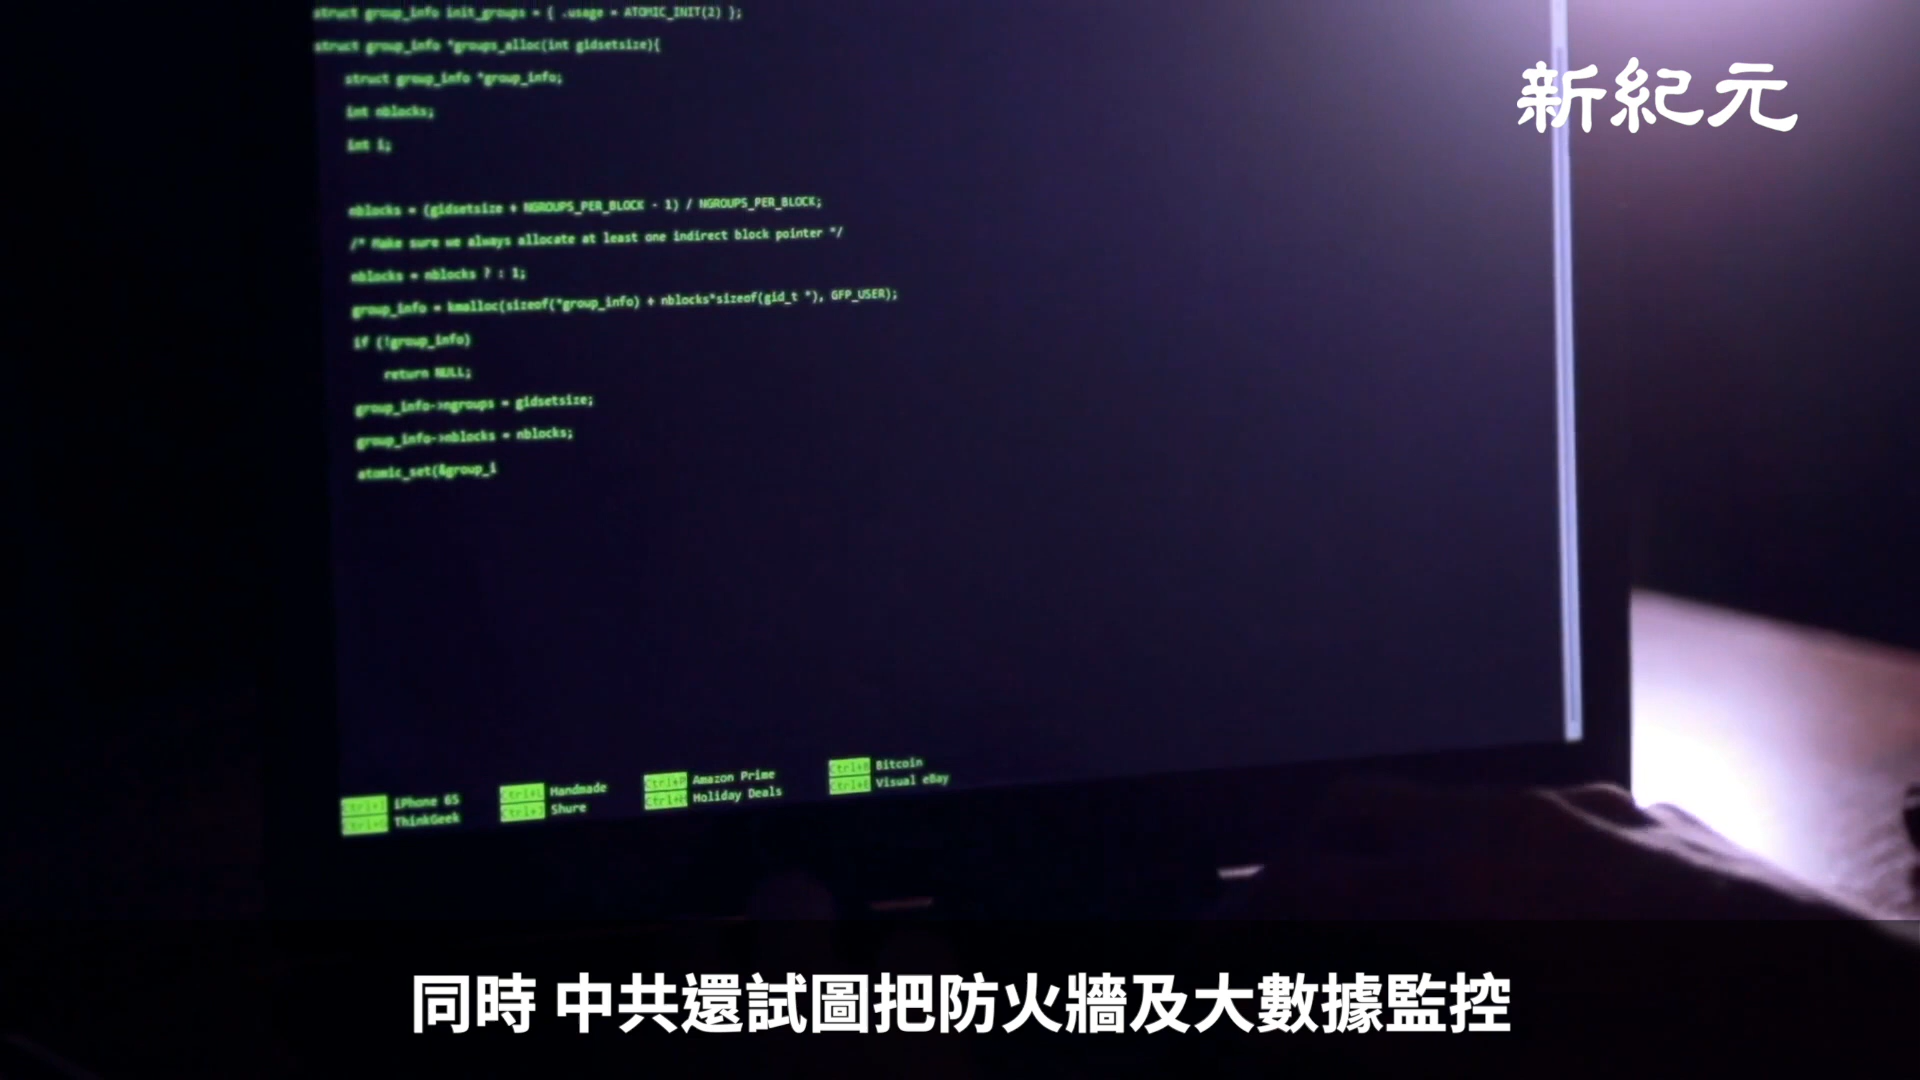 struct group_info init_groups = { .usage = ATOMIC_INIT(2) };
新紀元
struct group_info *groups_alloc(int gidsetsize){
struct group_info *group_info;
int nblocks;
int i;
nblocks = (gidsetsize + NGROUPS_PER_BLOCK - 1) / NGROUPS_PER_BLOCK;
/* Make sure we always allocate at least one indirect block pointer */
nblocks = nblocks ? : 1;
group_info = kmalloc(sizeof(*group_info) + nblocks*sizeof(gid_t *), GFP_USER);
if (!group_info)
return NULL;
group_info->ngroups = gidsetsize;
group_info->nblocks = nblocks;
atomic_set(&group_i
iPhone 6S Handmade Amazon Prime Bitcoin
ThinkGeek Shure Holiday Deals Visual eBay
同時 中共還試圖把防火牆及大數據監控